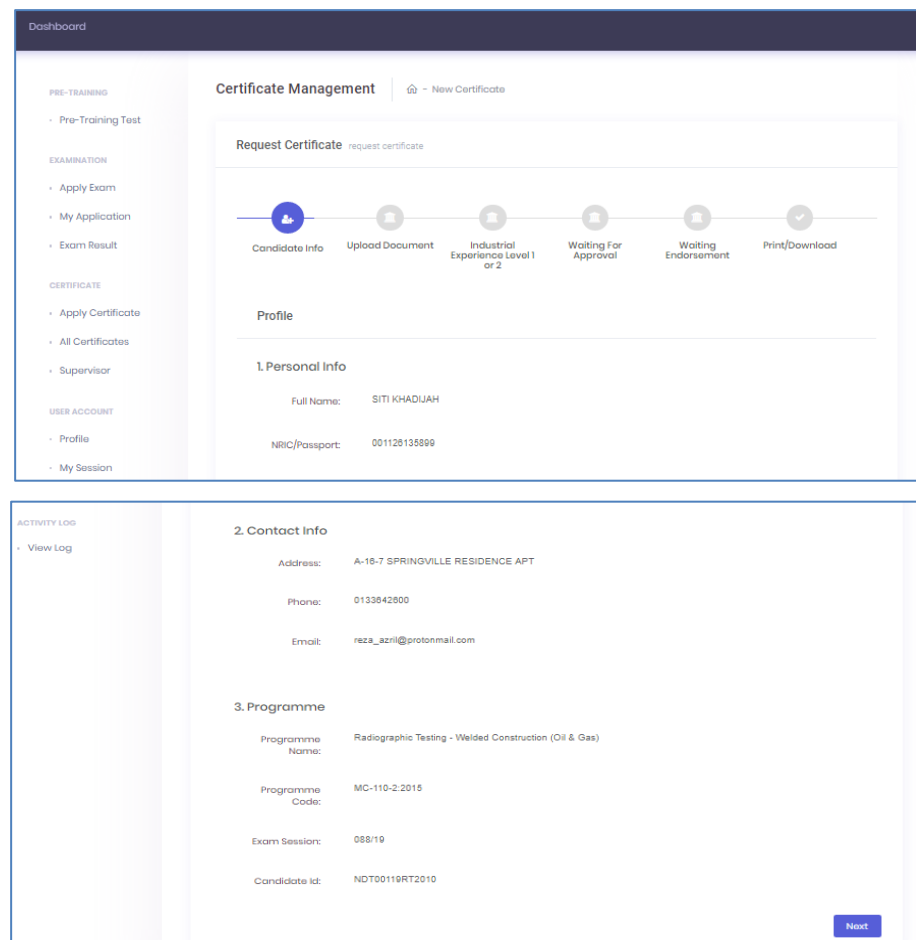 Dashboard
PRE-TRAINING
Pre-Training Test
EXAMINATION
Apply Exam
My Application
Exam Result
CERTIFICATE
Apply Certificate
All Certificates
Supervisor
USER ACCOUNT
Profile
My Session
Certificate Management - New Certificate
Request Certificate request certificate
Candidate Info
Upload Document
Industrial
Experience Level 1
or 2
Waiting For
Approval
Waiting
Endorsement
Print/Download
Profile
1. Personal Info
Full Name: SITI KHADIJAH
NRIC/Passport: 001126135899
ACTIVITY LOG
View Log
2. Contact Info
Address: A-16-7 SPRINGVILLE RESIDENCE APT
Phone: 0133642600
Email: reza_azril@protonmail.com
3. Programme
Programme
Name: Radiographic Testing - Welded Construction (Oil & Gas)
Programme
Code: MC-110-2:2015
Exam Session: 088/19
Candidate Id: NDT00119RT2010
Next